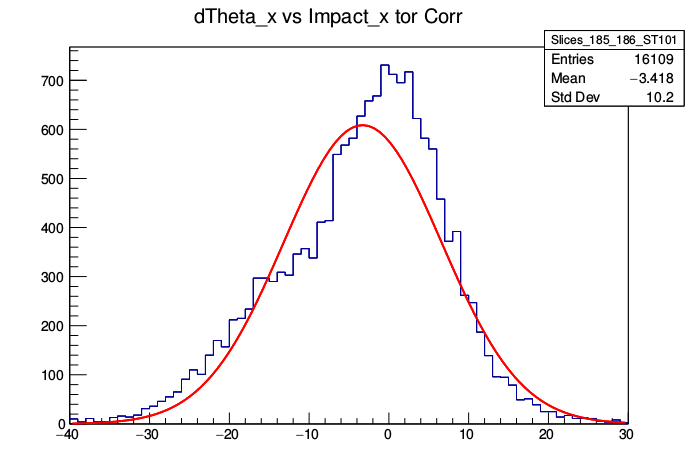 dTheta_x vs Impact_x tor Corr
Slices_185_186_ST101
Entries 16109
Mean −3.418
Std Dev 10.2
700
600
500
400
300
200
100
0
−40 −30 −20 −10 0 10 20 30